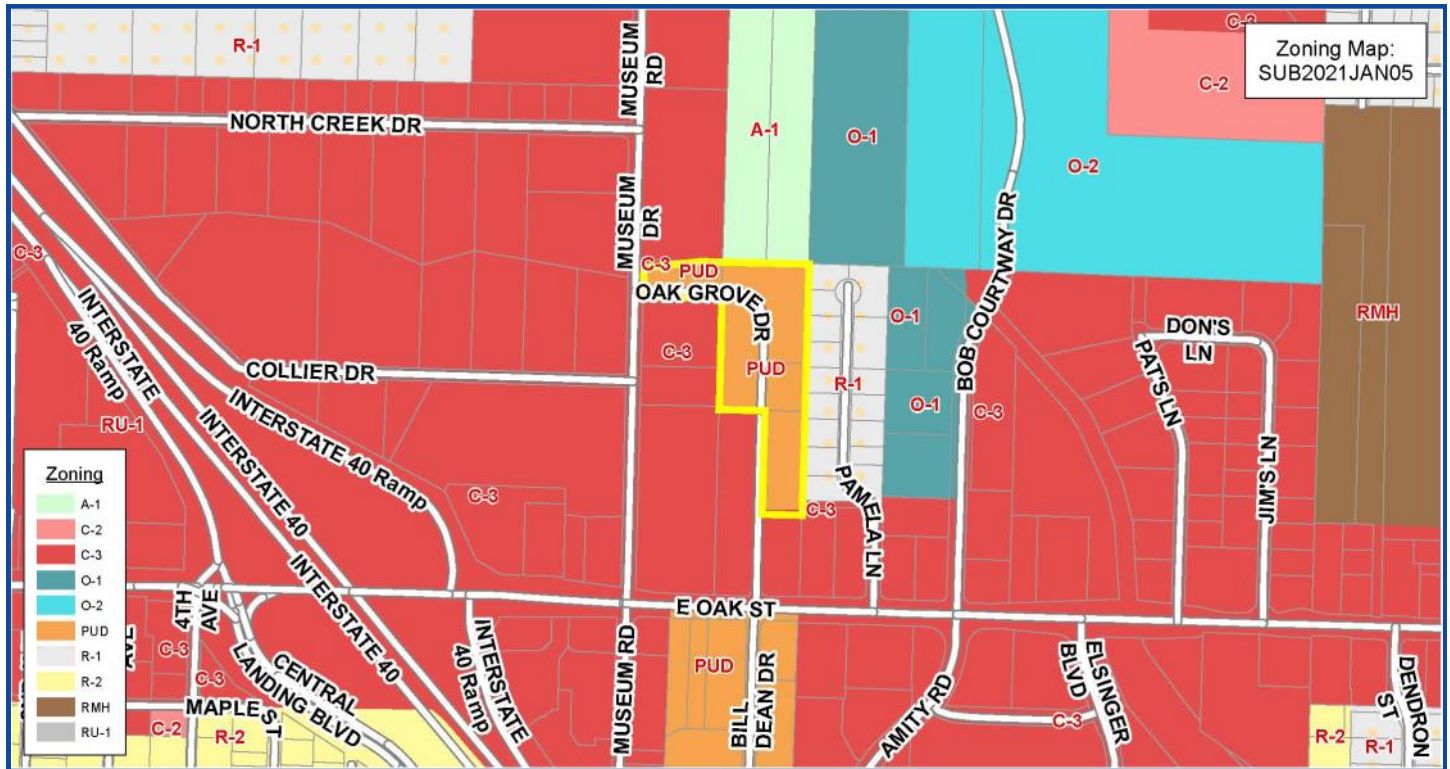 Zoning Map:
SUB2021JAN05
C-3
R-1
MUSEUM
RD
C-2
NORTH CREEK DR
A-1
O-1
O-2
MUSEUM
DR
BOB COURTWAY DR
C-3
C-3
PUD
OAK GROVE
DR
INTERSTATE
40 Ramp
RMH
O-1
DON'S
LN
C-3
PUD
COLLIER DR
R-1
PAT'S LN
O-1
C-3
RU-1
INTERSTATE 40 Ramp
INTERSTATE 40
JIM'S LN
C-3
C-3
PAMELA LN
Zoning
A-1
C-2
C-3
O-1
O-2
PUD
R-1
R-2
RMH
RU-1
INTERSTATE 40
4TH
AVE
E OAK ST
AVE
C-3
C-3
CENTRAL
LANDING BLVD
INTERSTATE
40 Ramp
MUSEUM RD
PUD
BILL
DEAN DR
AMITY RD
ELSINGER
BLVD
C-3
DENDRON
ST
MAPLE ST
C-2
R-2
R-2
R-1